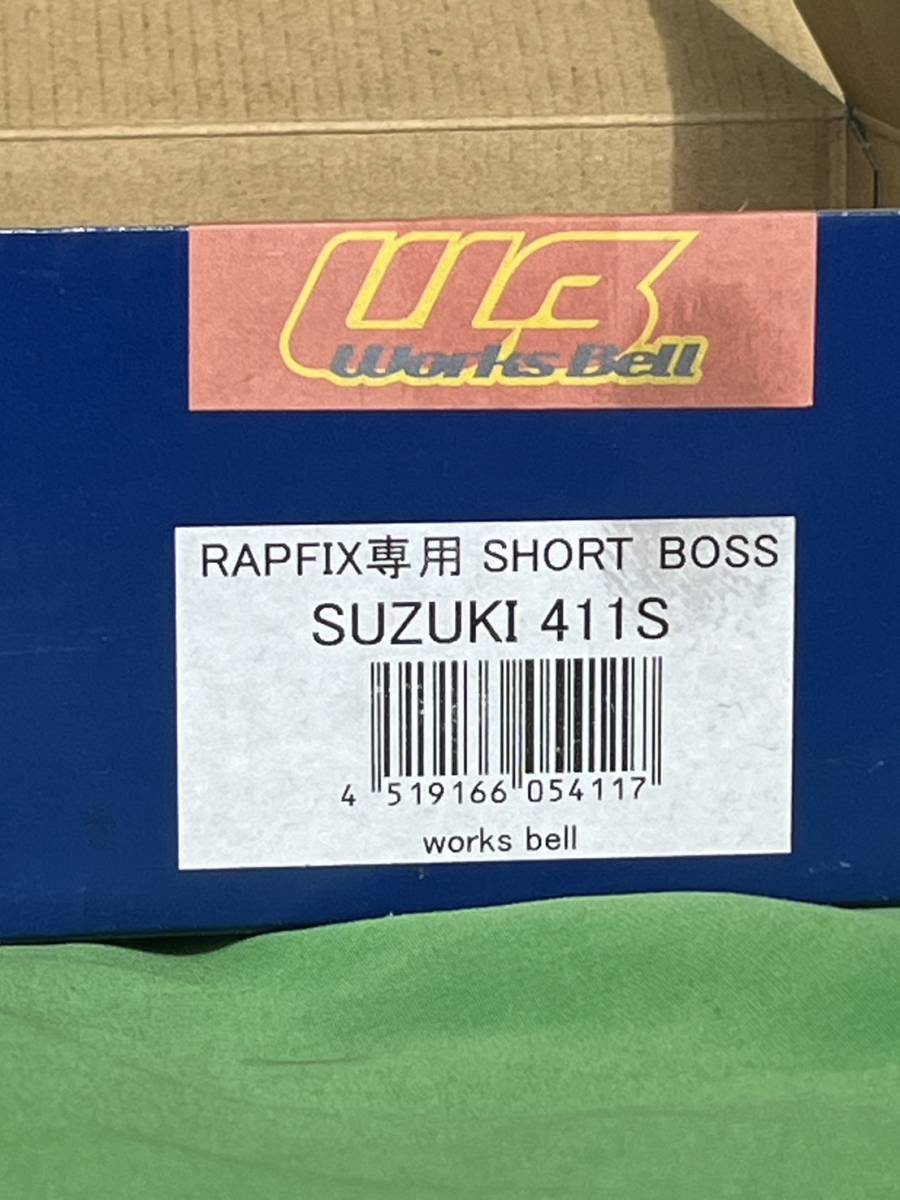 WB
Works Bell
RAPFIX専用 SHORT BOSS
SUZUKI 411S
4 519166 054117
works bell